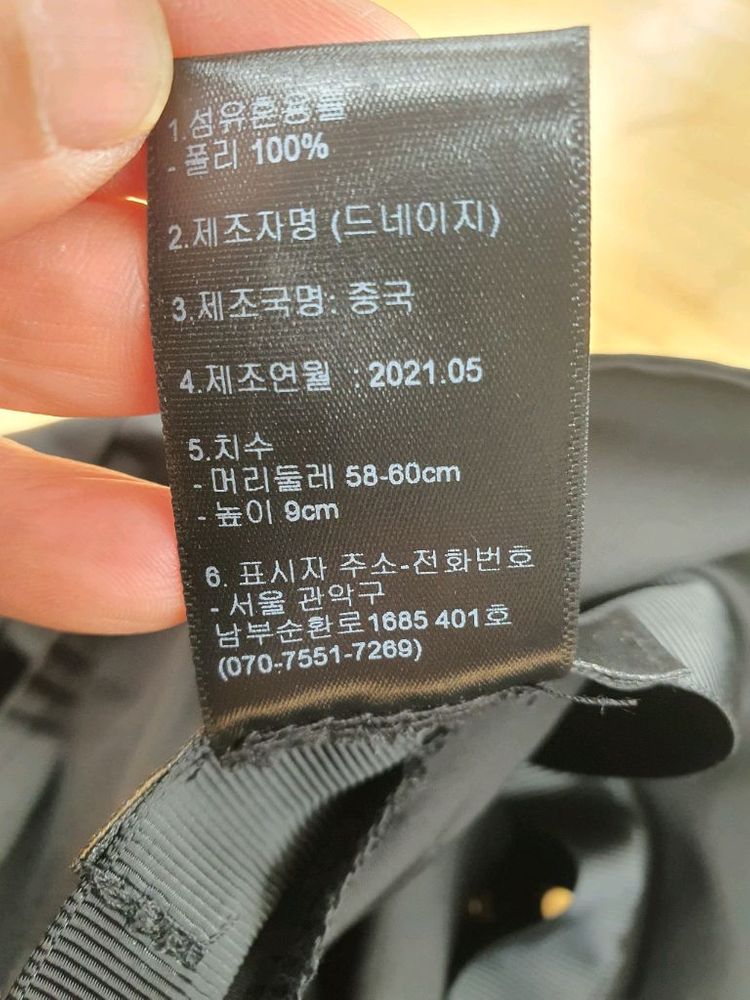 1.섬유혼용률
- 폴리 100%
2.제조자명 (드네이지)
3.제조국명: 중국
4.제조연월 : 2021.05
5.치수
- 머리둘레 58-60cm
- 높이 9cm
6. 표시자 주소-전화번호
- 서울 관악구
남부순환로1685 401호
(070-7551-7269)